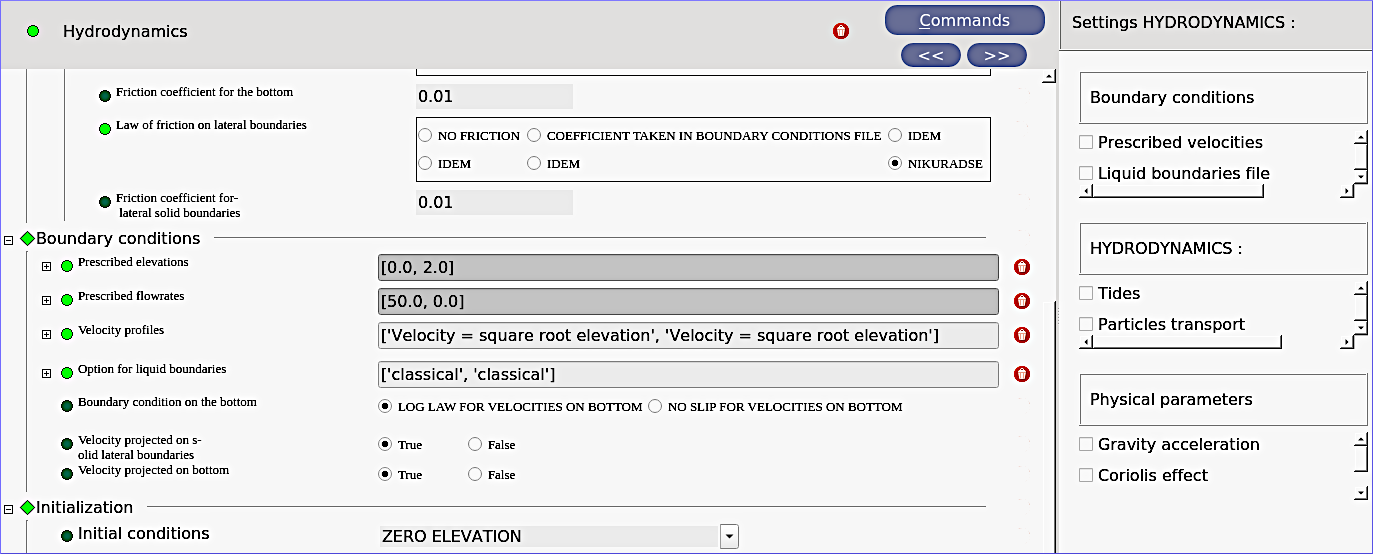 Hydrodynamics
Commands
<< >>
Friction coefficient for the bottom
0.01
Law of friction on lateral boundaries
NO FRICTION COEFFICIENT TAKEN IN BOUNDARY CONDITIONS FILE IDEM
IDEM IDEM NIKURADSE
Friction coefficient for-
lateral solid boundaries
0.01
Boundary conditions
Prescribed elevations
[0.0, 2.0]
Prescribed flowrates
[50.0, 0.0]
Velocity profiles
['Velocity = square root elevation', 'Velocity = square root elevation']
Option for liquid boundaries
['classical', 'classical']
Boundary condition on the bottom
LOG LAW FOR VELOCITIES ON BOTTOM NO SLIP FOR VELOCITIES ON BOTTOM
Velocity projected on s-
olid lateral boundaries
True False
Velocity projected on bottom
True False
Initialization
Initial conditions
ZERO ELEVATION
Settings HYDRODYNAMICS :
Boundary conditions
Prescribed velocities
Liquid boundaries file
HYDRODYNAMICS :
Tides
Particles transport
Physical parameters
Gravity acceleration
Coriolis effect